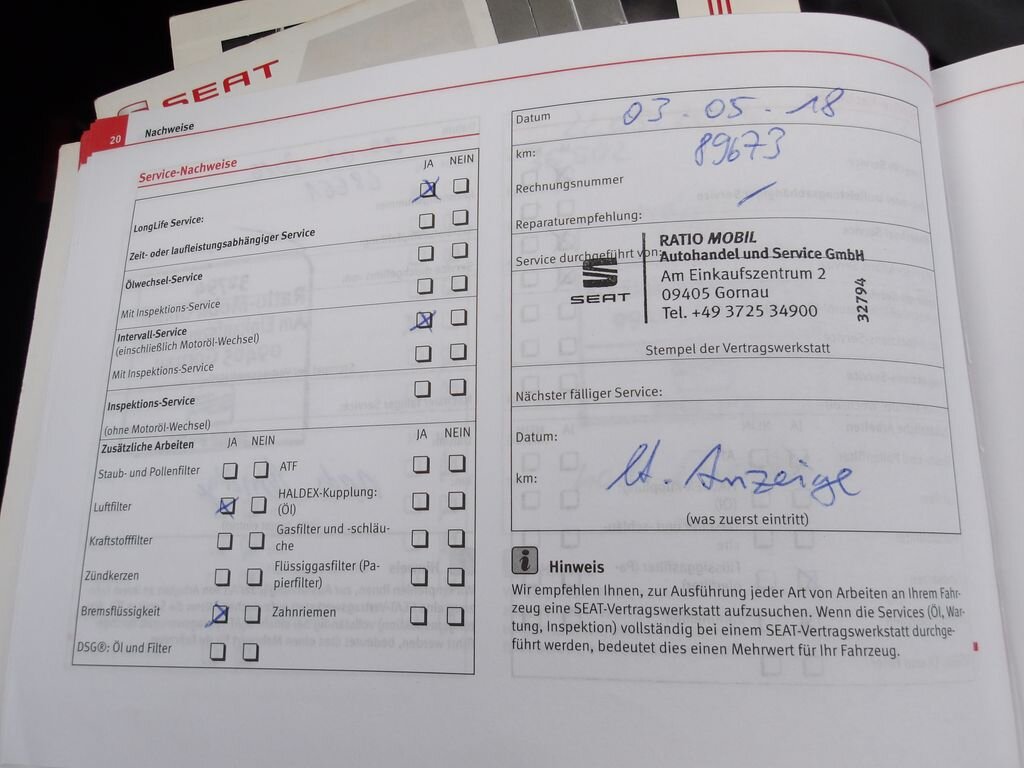 SEAT
20
Nachweise
Service-Nachweise
JA NEIN
LongLife Service:
Zeit- oder laufleistungsabhängiger Service
Ölwechsel-Service
Mit Inspektions-Service
Intervall-Service
(einschließlich Motoröl-Wechsel)
Mit Inspektions-Service
Inspektions-Service
(ohne Motoröl-Wechsel)
Zusätzliche Arbeiten JA NEIN JA NEIN
Staub- und Pollenfilter ATF
Luftfilter HALDEX-Kupplung:
(Öl)
Kraftstofffilter Gasfilter und -schläu-
che
Zündkerzen Flüssiggasfilter (Pa-
pierfilter)
Bremsflüssigkeit Zahnriemen
DSG®: Öl und Filter
Datum 03.05.18
km: 89673
Rechnungsnummer /
Reparaturempfehlung:
Service durchgeführt von:
SEAT
RATIO MOBIL
Autohandel und Service GmbH
Am Einkaufszentrum 2
09405 Gornau
Tel. +49 3725 34900
32794
Stempel der Vertragswerkstatt
Nächster fälliger Service:
Datum:
km: lt. Anzeige
(was zuerst eintritt)
i Hinweis
Wir empfehlen Ihnen, zur Ausführung jeder Art von Arbeiten an Ihrem Fahr-
zeug eine SEAT-Vertragswerkstatt aufzusuchen. Wenn die Services (Öl, War-
tung, Inspektion) vollständig bei einem SEAT-Vertragswerkstatt durchge-
führt werden, bedeutet dies einen Mehrwert für Ihr Fahrzeug.